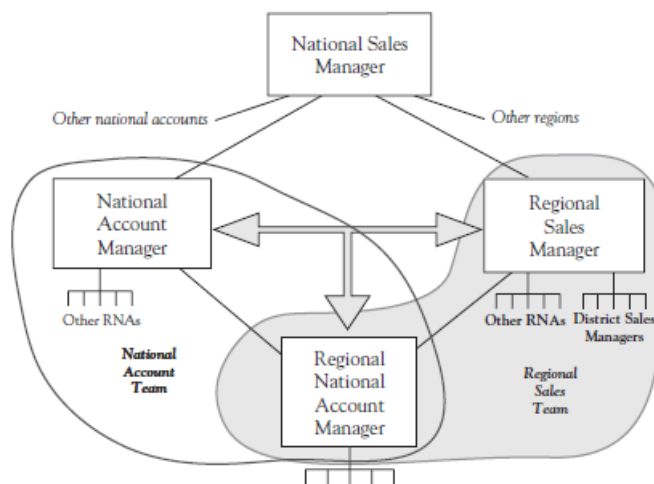 National Sales
Manager
Other national accounts
Other regions
National
Account
Manager
Regional
Sales
Manager
Other RNAs
Other RNAs
District Sales
Managers
National
Account
Team
Regional
National
Account
Manager
Regional
Sales
Team